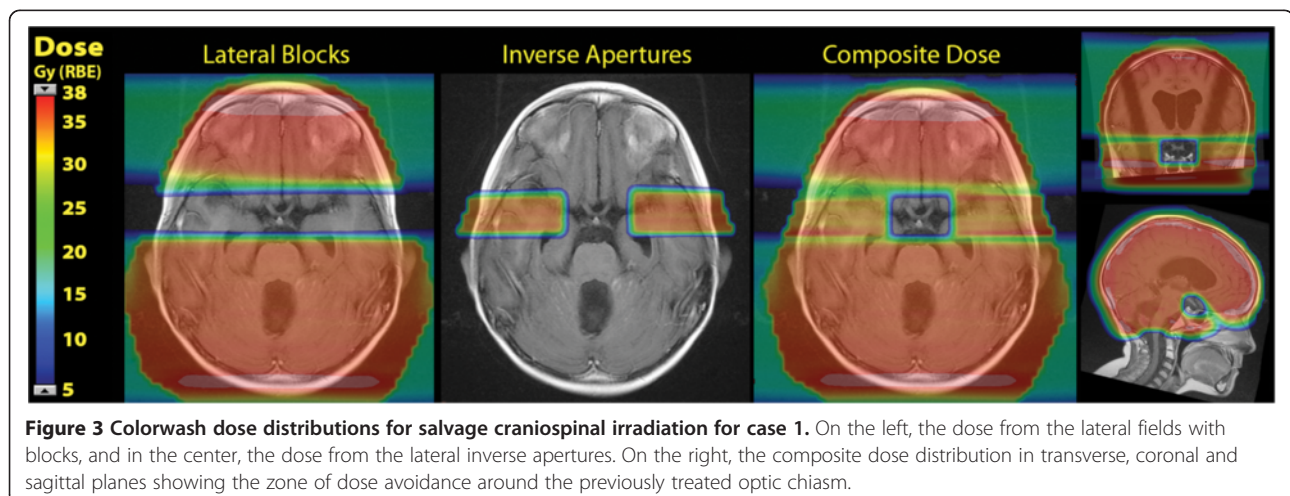 Dose
Gy (RBE)
38
35
30
25
20
15
10
5
Lateral Blocks
Inverse Apertures
Composite Dose
Figure 3 Colorwash dose distributions for salvage craniospinal irradiation for case 1. On the left, the dose from the lateral fields with
blocks, and in the center, the dose from the lateral inverse apertures. On the right, the composite dose distribution in transverse, coronal and
sagittal planes showing the zone of dose avoidance around the previously treated optic chiasm.